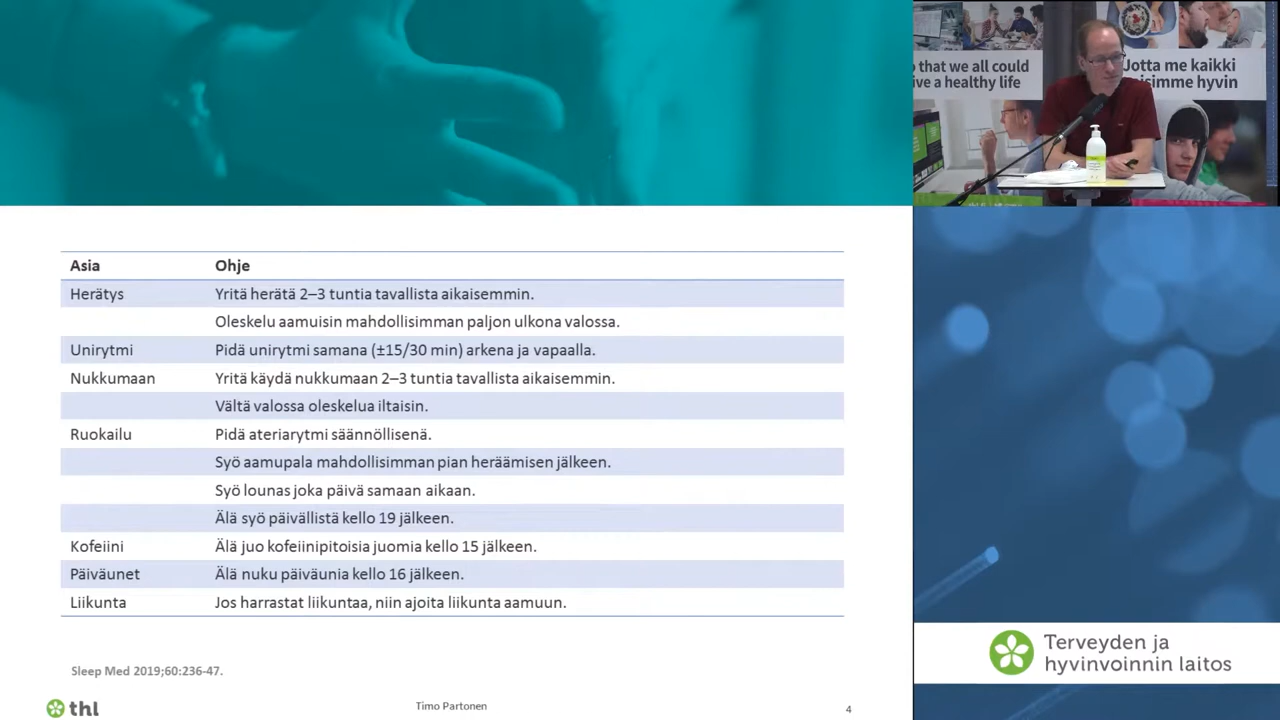 Asia Ohje
Herätys Yritä herätä 2–3 tuntia tavallista aikaisemmin.
Oleskelu aamuisin mahdollisimman paljon ulkona valossa.
Unirytmi Pidä unirytmi samana (±15/30 min) arkena ja vapaalla.
Nukkumaan Yritä käydä nukkumaan 2–3 tuntia tavallista aikaisemmin.
Vältä valossa oleskelua iltaisin.
Ruokailu Pidä ateriarytmi säännöllisenä.
Syö aamupala mahdollisimman pian heräämisen jälkeen.
Syö lounas joka päivä samaan aikaan.
Älä syö päivällistä kello 19 jälkeen.
Kofeiini Älä juo kofeiinipitoisia juomia kello 15 jälkeen.
Päiväunet Älä nuku päiväunia kello 16 jälkeen.
Liikunta Jos harrastat liikuntaa, niin ajoita liikunta aamuun.
Sleep Med 2019;60:236-47.
thl
Timo Partonen
4
o that we all could
ive a healthy life
Jotta me kaikki
isimme hyvin
Terveyden ja
hyvinvoinnin laitos